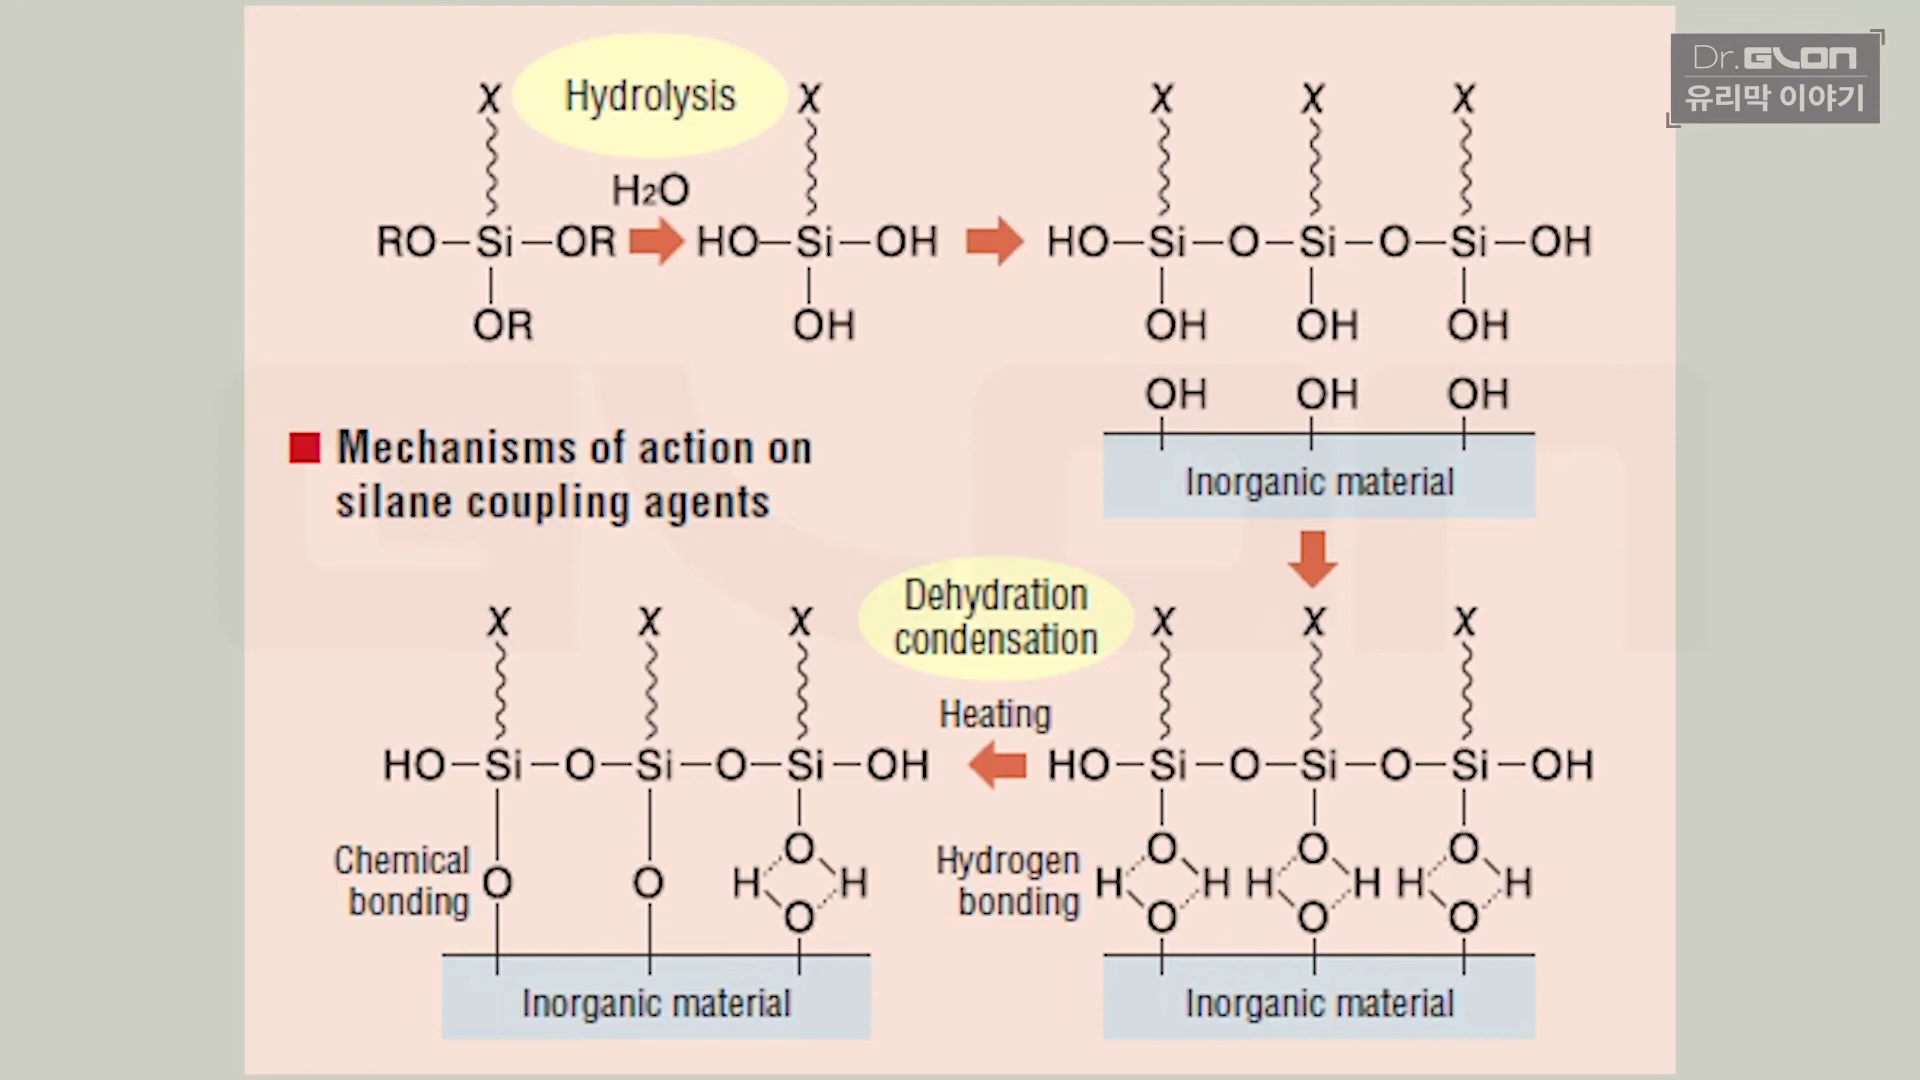 Dr.GLON
유리막 이야기
Hydrolysis
X
X
X
X
X
H2O
RO—Si—OR
HO—Si—OH
HO—Si—O—Si—O—Si—OH
OR
OH
OH
OH
OH
OH
OH
OH
Inorganic material
Mechanisms of action on
silane coupling agents
Dehydration
condensation
Heating
X
X
X
X
X
X
HO—Si—O—Si—O—Si—OH
HO—Si—O—Si—O—Si—OH
Chemical
bonding
O
O
O
H
H
O
Hydrogen
bonding
O
O
O
H
H
H
H
H
H
O
O
O
Inorganic material
Inorganic material